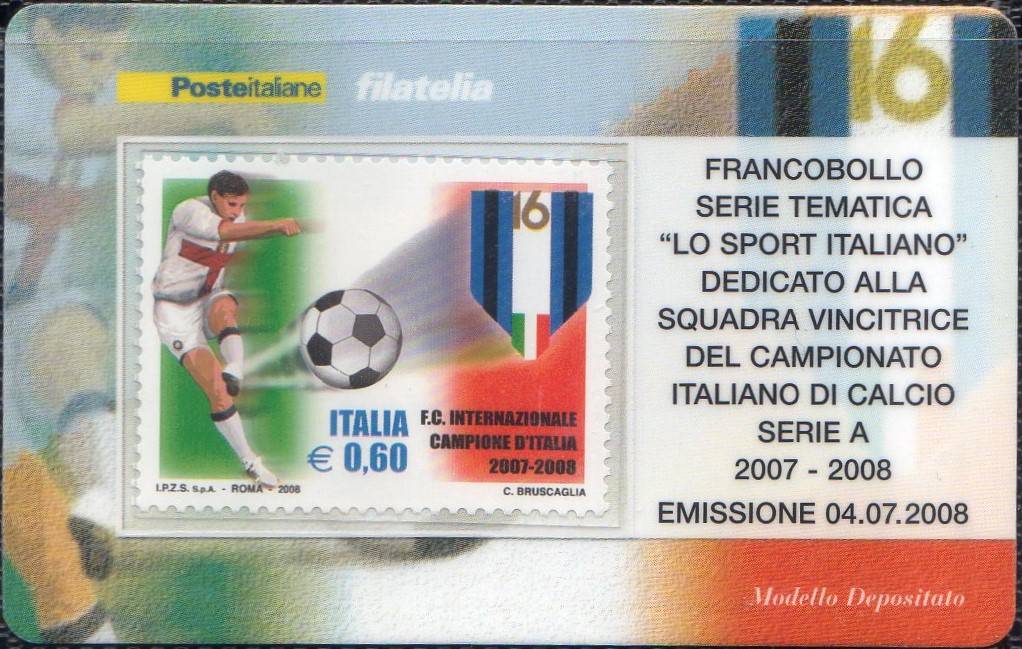 Posteitaliane filatelia
16
16
ITALIA
€ 0,60
F.C. INTERNAZIONALE
CAMPIONE D'ITALIA
2007-2008
I.P.Z.S. S.p.A. - ROMA - 2008
C. BRUSCAGLIA
FRANCOBOLLO
SERIE TEMATICA
“LO SPORT ITALIANO”
DEDICATO ALLA
SQUADRA VINCITRICE
DEL CAMPIONATO
ITALIANO DI CALCIO
SERIE A
2007 - 2008
EMISSIONE 04.07.2008
Modello Depositato